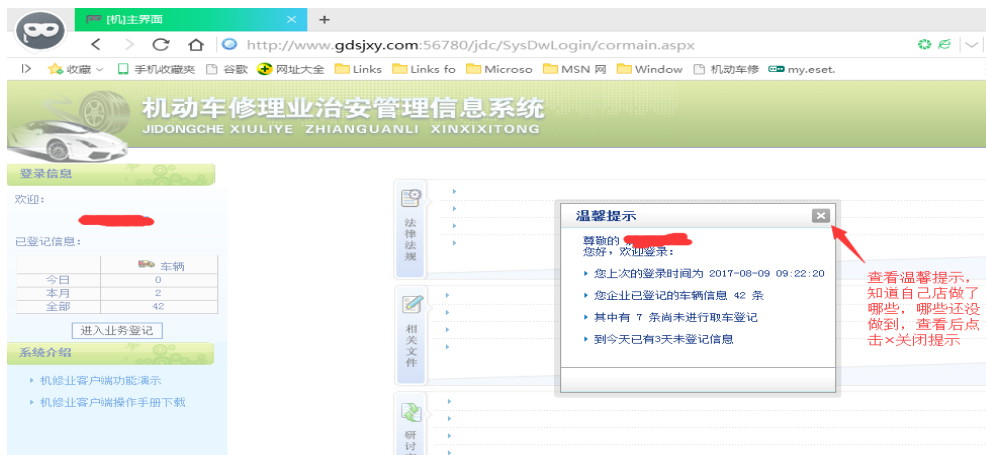 [机]主界面
http://www.gdsjxy.com:56780/jdc/SysDwLogin/cormain.aspx
收藏 手机收藏夹 谷歌 网址大全 Links Links fo Microso MSN 网 Window 机动车修 my.eset.
机动车修理业治安管理信息系统
JIDONGCHE XIULIYE ZHIANGUANLI XINXIXITONG
登录信息
欢迎:
已登记信息:
车辆
今日 0
本月 2
全部 42
进入业务登记
系统介绍
机修业客户端功能演示
机修业客户端操作手册下载
法律法规
相关文件
研讨
温馨提示
尊敬的
您好,欢迎登录:
您上次的登录时间为 2017-08-09 09:22:20
您企业已登记的车辆信息 42 条
其中有 7 条尚未进行取车登记
到今天已有3天未登记信息
查看温馨提示,
知道自己店做了
哪些,哪些还没
做到,查看后点
击×关闭提示